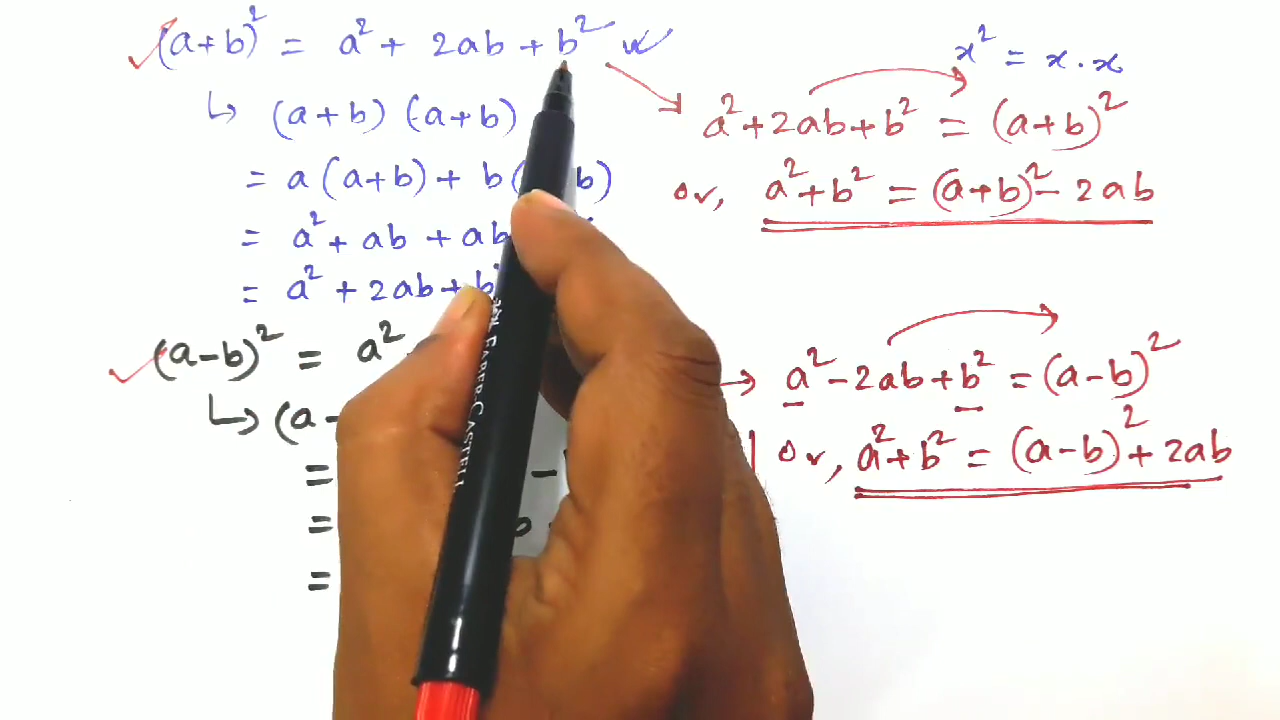 (a+b)² = a² + 2ab + b²
x² = x . x
↳ (a+b) (a+b)
= a (a+b) + b( b)
= a² + ab + ab
= a² + 2ab + b
a² + 2ab + b² = (a+b)²
or, a² + b² = (a+b)² - 2ab
(a-b)² = a²
↳ (a-
=
=
=
→ a² - 2ab + b² = (a-b)²
Or, a² + b² = (a-b)² + 2ab
FABER-CASTELL